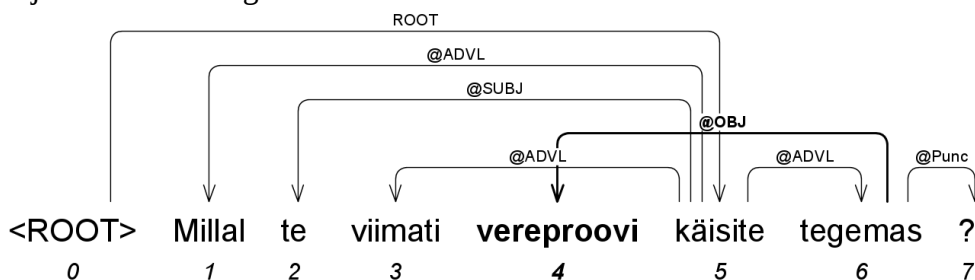 ROOT
@ADVL
@SUBJ
@OBJ
@ADVL @ADVL @Punc
<ROOT> Millal te viimati vereproovi käisite tegemas ?
0 1 2 3 4 5 6 7